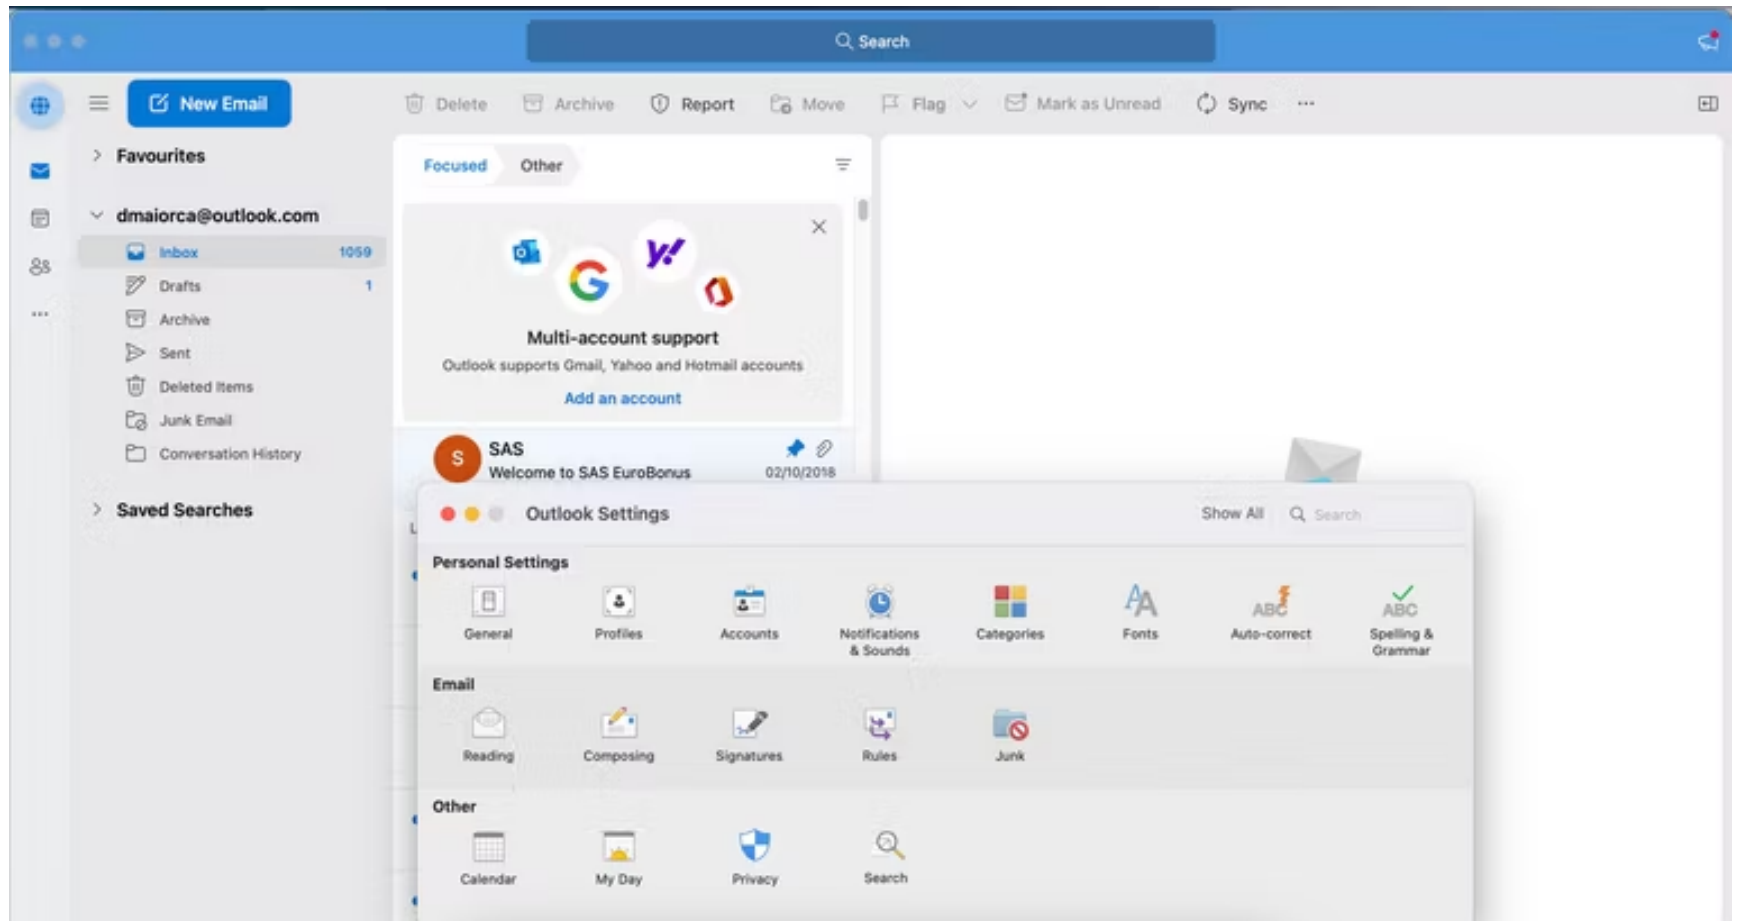 Search
New Email
Delete
Archive
Report
Move
Flag
Mark as Unread
Sync
Favourites
dmaiorca@outlook.com
Inbox 1059
Drafts 1
Archive
Sent
Deleted Items
Junk Email
Conversation History
Saved Searches
Focused
Other
Multi-account support
Outlook supports Gmail, Yahoo and Hotmail accounts
Add an account
S
SAS
Welcome to SAS EuroBonus 02/10/2018
Outlook Settings
Show All
Search
Personal Settings
General
Profiles
Accounts
Notifications
& Sounds
Categories
Fonts
ABC
Auto-correct
ABC
Spelling &
Grammar
Email
Reading
Composing
Signatures
Rules
Junk
Other
Calendar
My Day
Privacy
Search